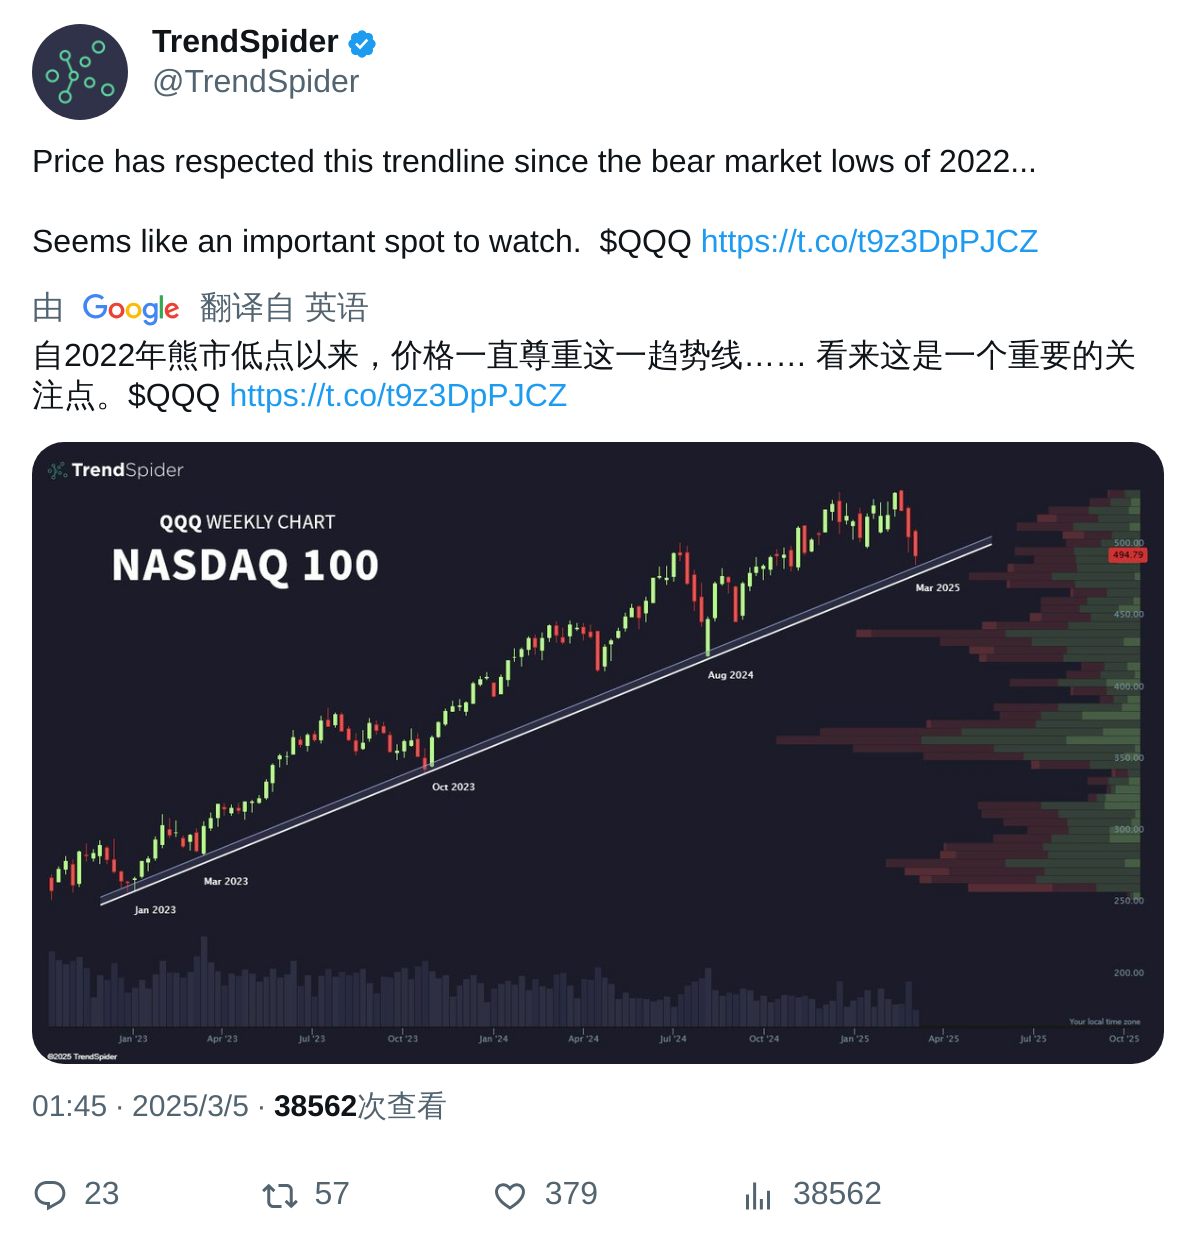 TrendSpider
@TrendSpider
Price has respected this trendline since the bear market lows of 2022...
Seems like an important spot to watch.  $QQQ https://t.co/t9z3DpPJCZ
由 Google 翻译自 英语
自2022年熊市低点以来，价格一直尊重这一趋势线…… 看来这是一个重要的关
注点。$QQQ https://t.co/t9z3DpPJCZ
TrendSpider
QQQ WEEKLY CHART
NASDAQ 100
500.00
494.79
Mar 2025
450.00
Aug 2024
400.00
350.00
Oct 2023
300.00
Mar 2023
250.00
Jan 2023
200.00
Your local time zone
Jan '23 Apr '23 Jul '23 Oct '23 Jan '24 Apr '24 Jul '24 Oct '24 Jan '25 Apr '25 Jul '25 Oct '25
©2025 TrendSpider
01:45 · 2025/3/5 · 38562次查看
23 57 379 38562